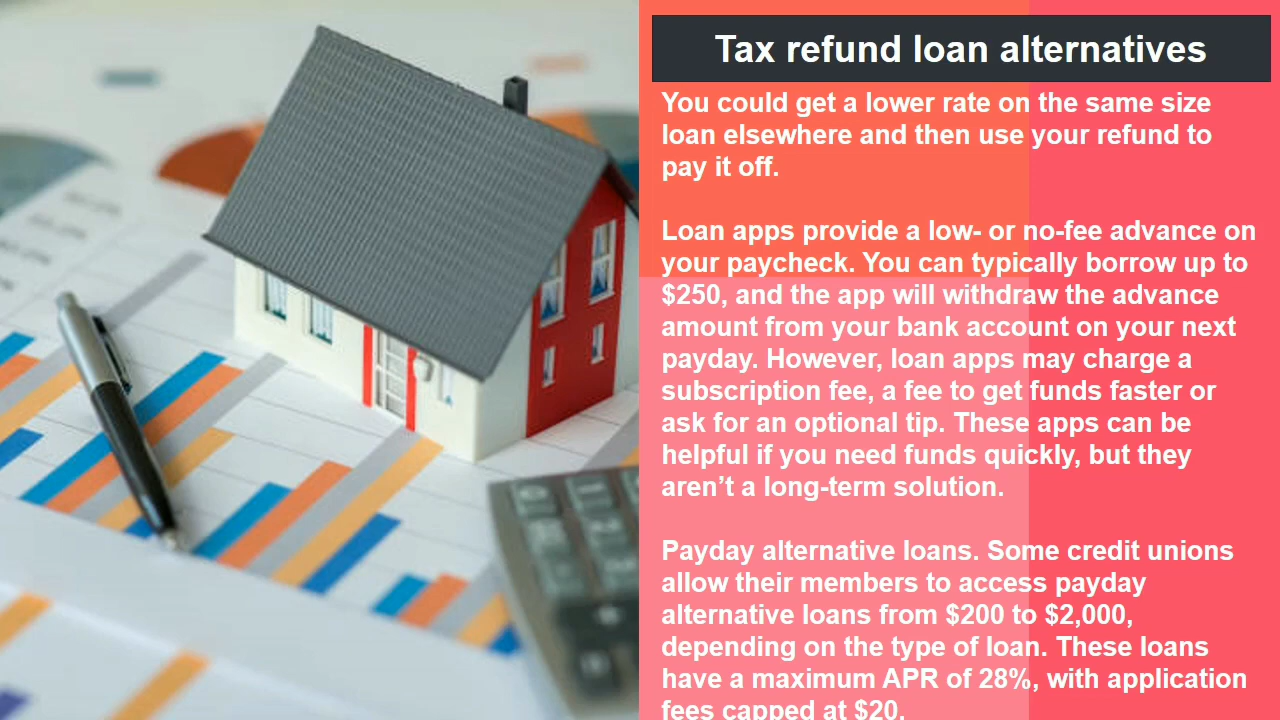 Tax refund loan alternatives
You could get a lower rate on the same size
loan elsewhere and then use your refund to
pay it off.
Loan apps provide a low- or no-fee advance on
your paycheck. You can typically borrow up to
$250, and the app will withdraw the advance
amount from your bank account on your next
payday. However, loan apps may charge a
subscription fee, a fee to get funds faster or
ask for an optional tip. These apps can be
helpful if you need funds quickly, but they
aren’t a long-term solution.
Payday alternative loans. Some credit unions
allow their members to access payday
alternative loans from $200 to $2,000,
depending on the type of loan. These loans
have a maximum APR of 28%, with application
fees capped at $20.